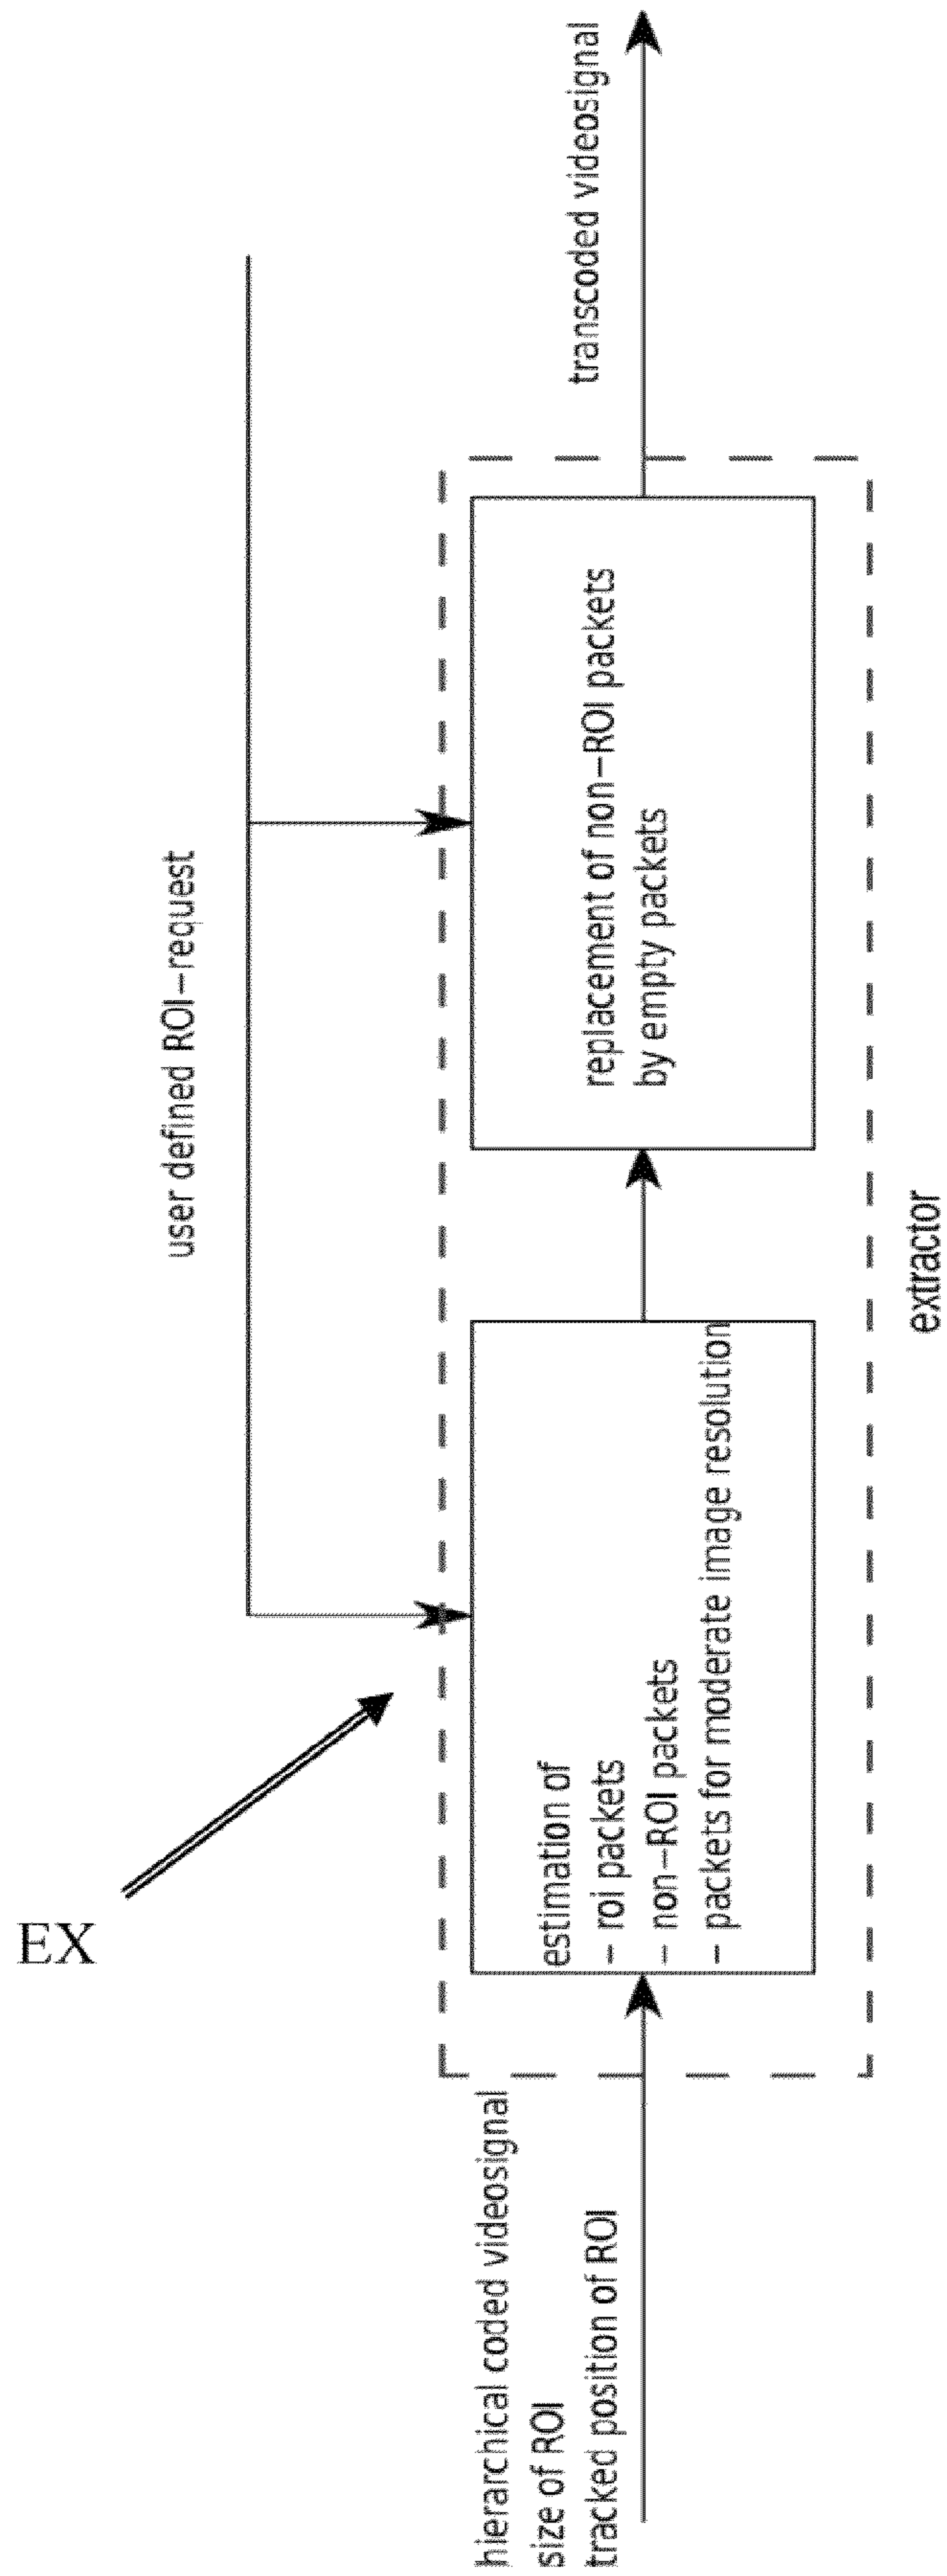 EX
user defined ROI-request
hierarchical coded videosignal
size of ROI
tracked position of ROI
estimation of
- roi packets
- non-ROI packets
- packets for moderate image resolution
replacement of non-ROI packets
by empty packets
transcoded videosignal
extractor